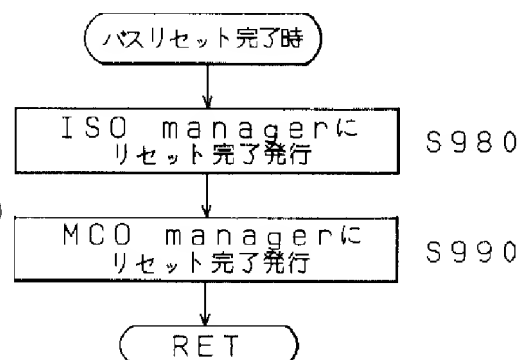 バスリセット完了時
ISO managerに
リセット完了発行
S980
MCO managerに
リセット完了発行
S990
RET